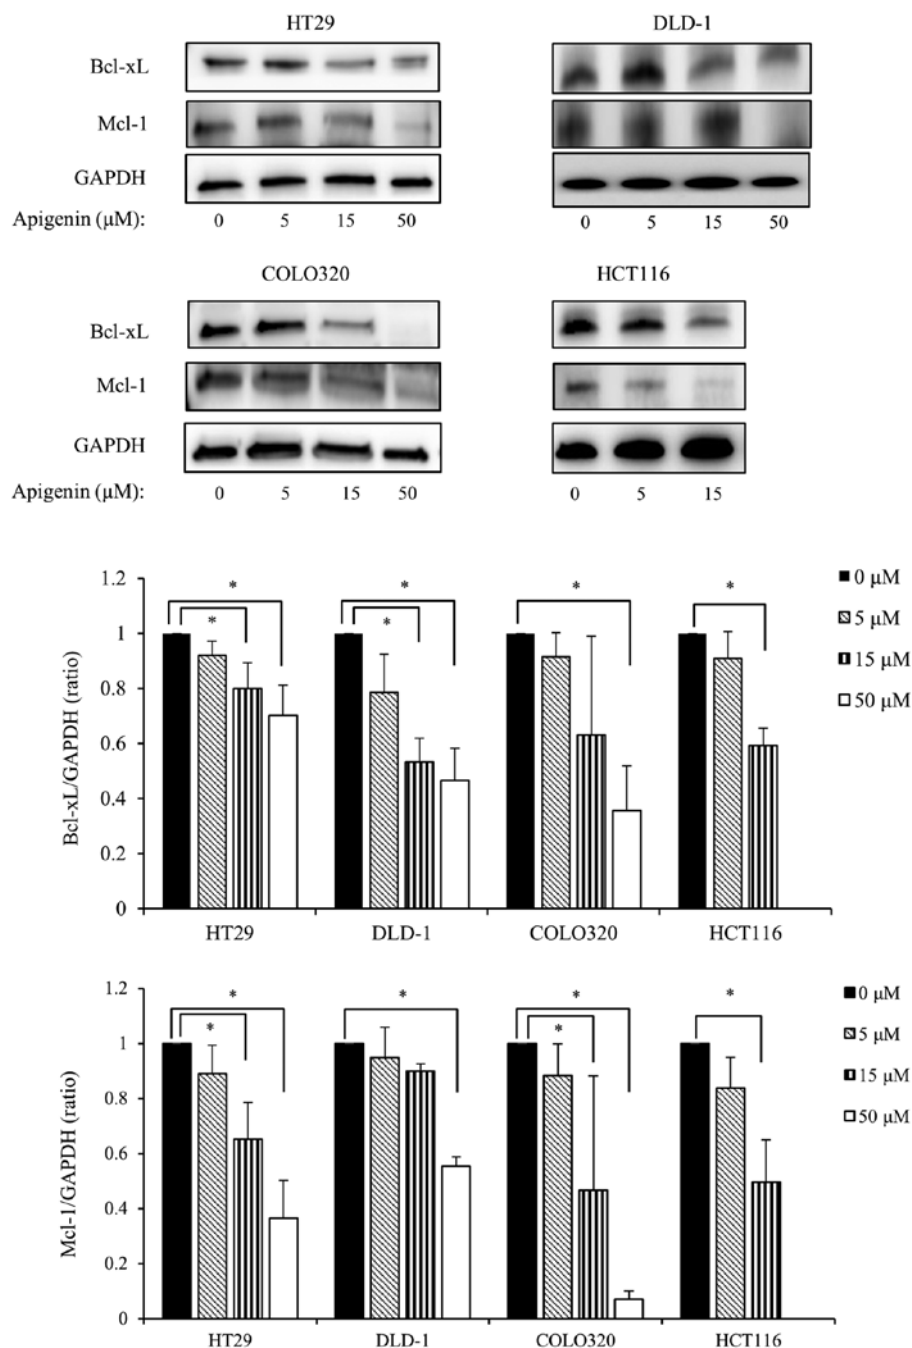 HT29 DLD-1
Bcl-xL
Mcl-1
GAPDH
Apigenin (μM): 0 5 15 50 0 5 15 50
COLO320 HCT116
Bcl-xL
Mcl-1
GAPDH
Apigenin (μM): 0 5 15 50 0 5 15
Bcl-xL/GAPDH (ratio)
1.2
1
0.8
0.6
0.4
0.2
0
* * * * * *
HT29 DLD-1 COLO320 HCT116
0 μM
5 μM
15 μM
50 μM
Mcl-1/GAPDH (ratio)
1.2
1
0.8
0.6
0.4
0.2
0
* * * * * *
HT29 DLD-1 COLO320 HCT116
0 μM
5 μM
15 μM
50 μM